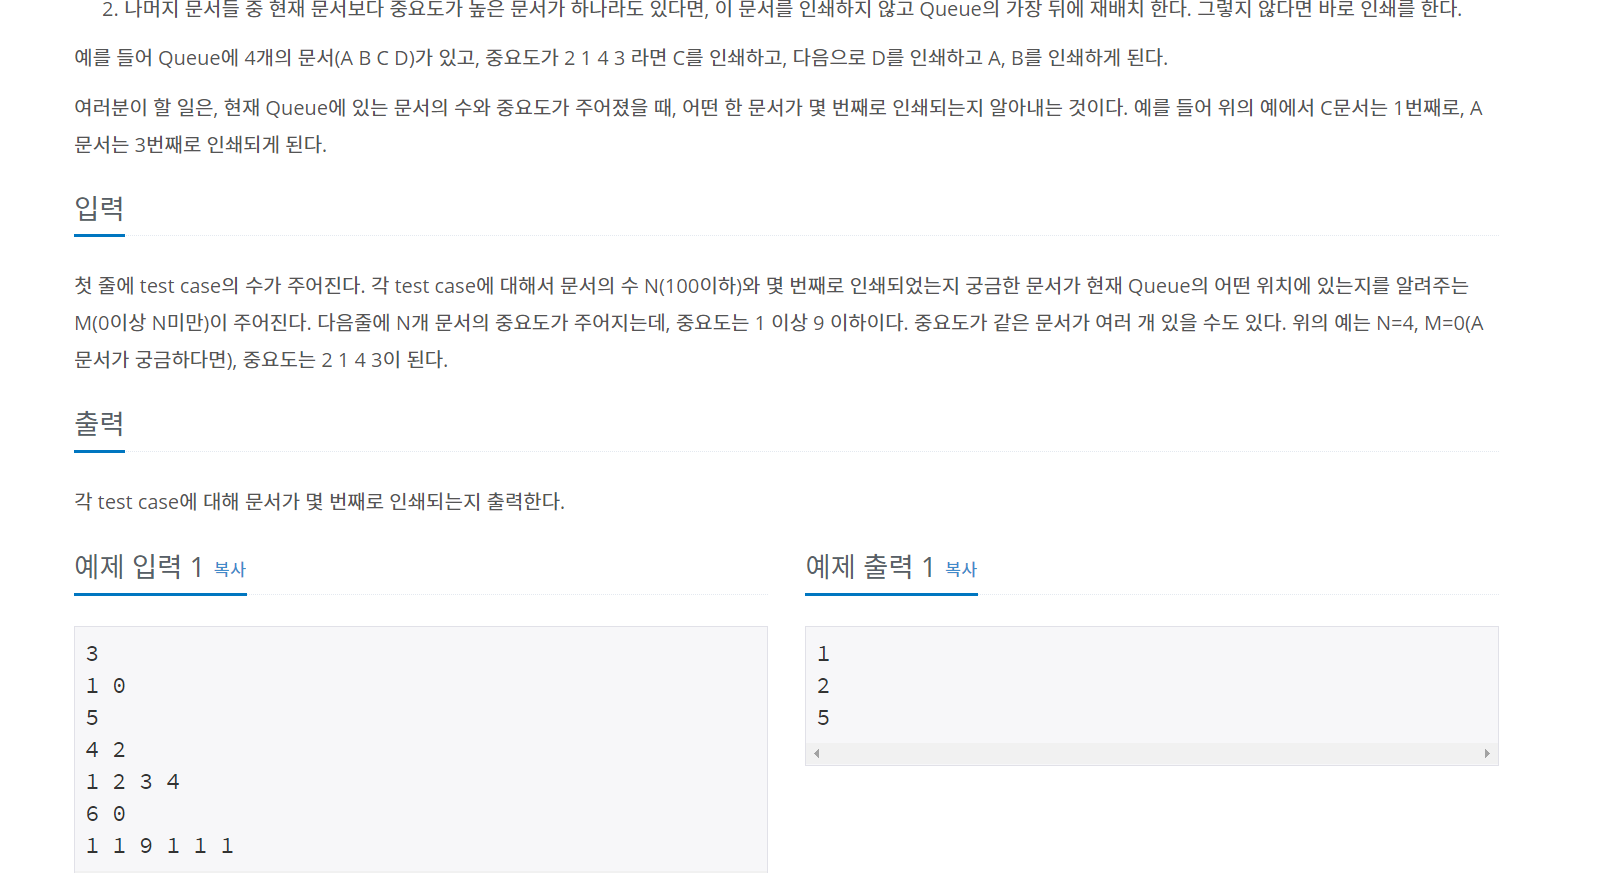 2. 나머지 문서들 중 현재 문서보다 중요도가 높은 문서가 하나라도 있다면, 이 문서를 인쇄하지 않고 Queue의 가장 뒤에 재배치 한다. 그렇지 않다면 바로 인쇄를 한다.
예를 들어 Queue에 4개의 문서(A B C D)가 있고, 중요도가 2 1 4 3 라면 C를 인쇄하고, 다음으로 D를 인쇄하고 A, B를 인쇄하게 된다.
여러분이 할 일은, 현재 Queue에 있는 문서의 수와 중요도가 주어졌을 때, 어떤 한 문서가 몇 번째로 인쇄되는지 알아내는 것이다. 예를 들어 위의 예에서 C문서는 1번째로, A
문서는 3번째로 인쇄되게 된다.
입력
첫 줄에 test case의 수가 주어진다. 각 test case에 대해서 문서의 수 N(100이하)와 몇 번째로 인쇄되었는지 궁금한 문서가 현재 Queue의 어떤 위치에 있는지를 알려주는
M(0이상 N미만)이 주어진다. 다음줄에 N개 문서의 중요도가 주어지는데, 중요도는 1 이상 9 이하이다. 중요도가 같은 문서가 여러 개 있을 수도 있다. 위의 예는 N=4, M=0(A
문서가 궁금하다면), 중요도는 2 1 4 3이 된다.
출력
각 test case에 대해 문서가 몇 번째로 인쇄되는지 출력한다.
예제 입력 1 복사
3
1 0
5
4 2
1 2 3 4
6 0
1 1 9 1 1 1
예제 출력 1 복사
1
2
5